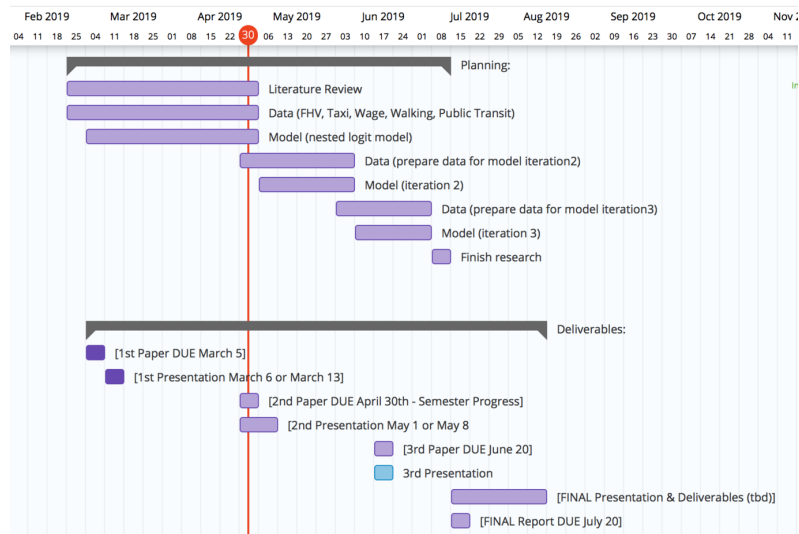 Feb 2019 Mar 2019 Apr 2019 May 2019 Jun 2019 Jul 2019 Aug 2019 Sep 2019 Oct 2019 Nov 2
04 11 18 25 04 11 18 25 01 08 15 22 30 06 13 20 27 03 10 17 24 01 08 15 22 29 05 12 19 26 02 09 16 23 30 07 14 21 28 04 11
Planning:
In
Literature Review
Data (FHV, Taxi, Wage, Walking, Public Transit)
Model (nested logit model)
Data (prepare data for model iteration2)
Model (iteration 2)
Data (prepare data for model iteration3)
Model (iteration 3)
Finish research
Deliverables:
[1st Paper DUE March 5]
[1st Presentation March 6 or March 13]
[2nd Paper DUE April 30th - Semester Progress]
[2nd Presentation May 1 or May 8
[3rd Paper DUE June 20]
3rd Presentation
[FINAL Presentation & Deliverables (tbd)]
[FINAL Report DUE July 20]